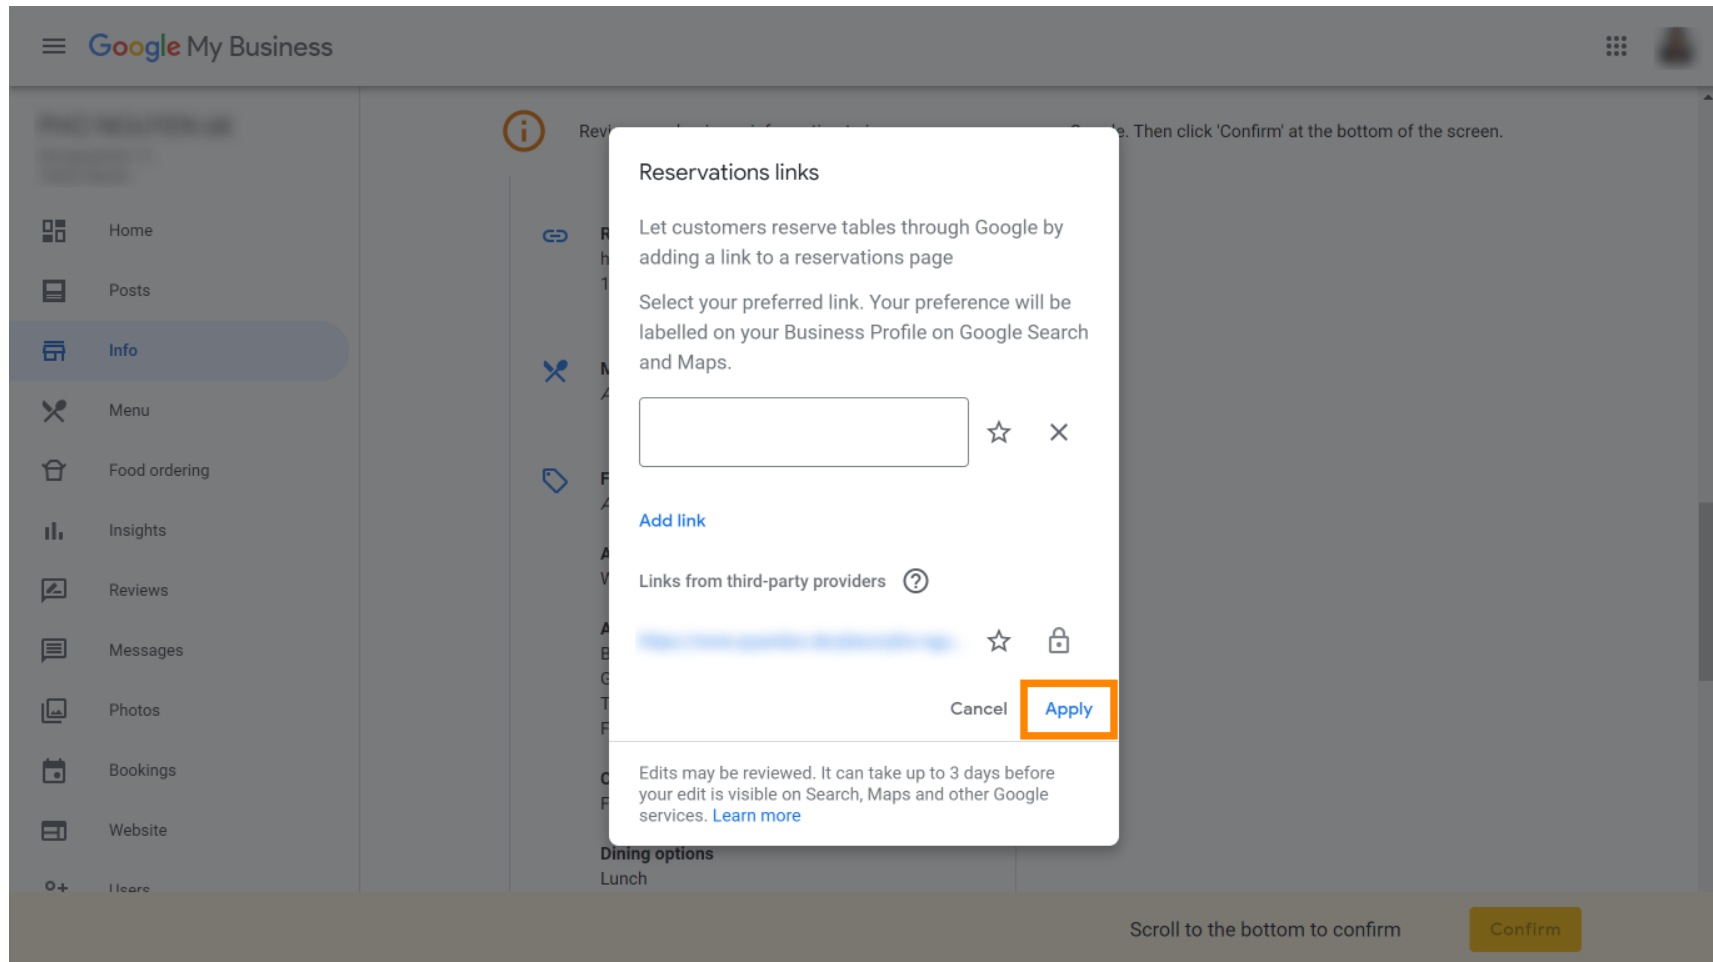 Google My Business
. Then click 'Confirm' at the bottom of the screen.
Reservations links
Let customers reserve tables through Google by
adding a link to a reservations page
Select your preferred link. Your preference will be
labelled on your Business Profile on Google Search
and Maps.
Add link
Links from third-party providers
Cancel
Apply
Edits may be reviewed. It can take up to 3 days before
your edit is visible on Search, Maps and other Google
services. Learn more
Home
Posts
Info
Menu
Food ordering
Insights
Reviews
Messages
Photos
Bookings
Website
Users
Dining options
Lunch
Scroll to the bottom to confirm
Confirm